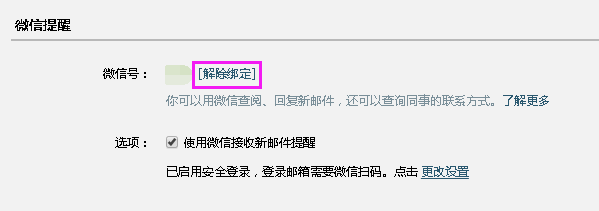 微信提醒
微信号： [解除绑定]
你可以用微信查阅、回复新邮件，还可以查询同事的联系方式。了解更多
选项： 使用微信接收新邮件提醒
已启用安全登录，登录邮箱需要微信扫码。点击 更改设置